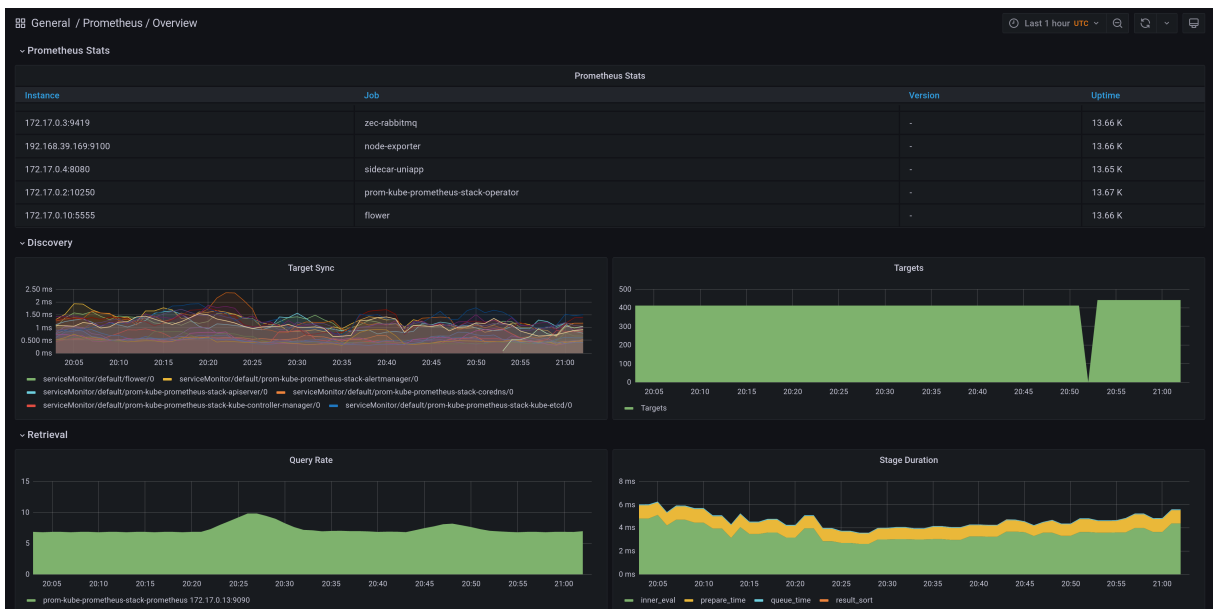 General / Prometheus / Overview
Last 1 hour UTC
Prometheus Stats
Prometheus Stats
Instance Job Version Uptime
172.17.0.3:9419 zec-rabbitmq - 13.66 K
192.168.39.169:9100 node-exporter - 13.66 K
172.17.0.4:8080 sidecar-uniapp - 13.65 K
172.17.0.2:10250 prom-kube-prometheus-stack-operator - 13.67 K
172.17.0.10:5555 flower - 13.66 K
Discovery
Target Sync
2.50 ms
2 ms
1.50 ms
1 ms
0.500 ms
0 ms
20:05 20:10 20:15 20:20 20:25 20:30 20:35 20:40 20:45 20:50 20:55 21:00
serviceMonitor/default/flower/0 serviceMonitor/default/prom-kube-prometheus-stack-alertmanager/0
serviceMonitor/default/prom-kube-prometheus-stack-apiserver/0 serviceMonitor/default/prom-kube-prometheus-stack-coredns/0
serviceMonitor/default/prom-kube-prometheus-stack-kube-controller-manager/0 serviceMonitor/default/prom-kube-prometheus-stack-kube-etcd/0
Targets
500
400
300
200
100
0
20:05 20:10 20:15 20:20 20:25 20:30 20:35 20:40 20:45 20:50 20:55 21:00
Targets
Retrieval
Query Rate
15
10
5
0
20:05 20:10 20:15 20:20 20:25 20:30 20:35 20:40 20:45 20:50 20:55 21:00
prom-kube-prometheus-stack-prometheus 172.17.0.13:9090
Stage Duration
8 ms
6 ms
4 ms
2 ms
0 ms
20:05 20:10 20:15 20:20 20:25 20:30 20:35 20:40 20:45 20:50 20:55 21:00
inner_eval prepare_time queue_time result_sort